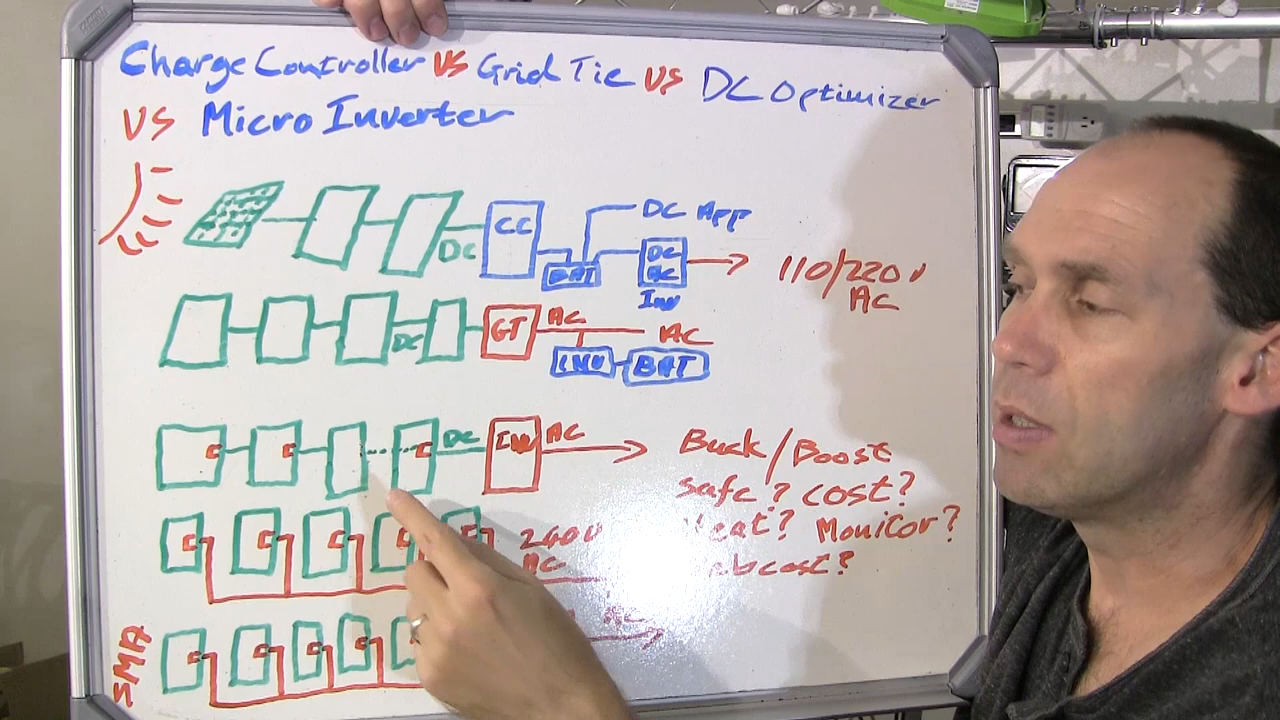 Charge Controller VS Grid Tie VS DC Optimizer
VS Micro Inverter
DC CC BAT DC App
DC AC Inv
110/220v AC
DC GT AC AC
INV BAT
C C C DC Inv AC
Buck/Boost
safe? cost?
Heat? Monitor?
C C C C C 240v AC
SMA
C C C C AC